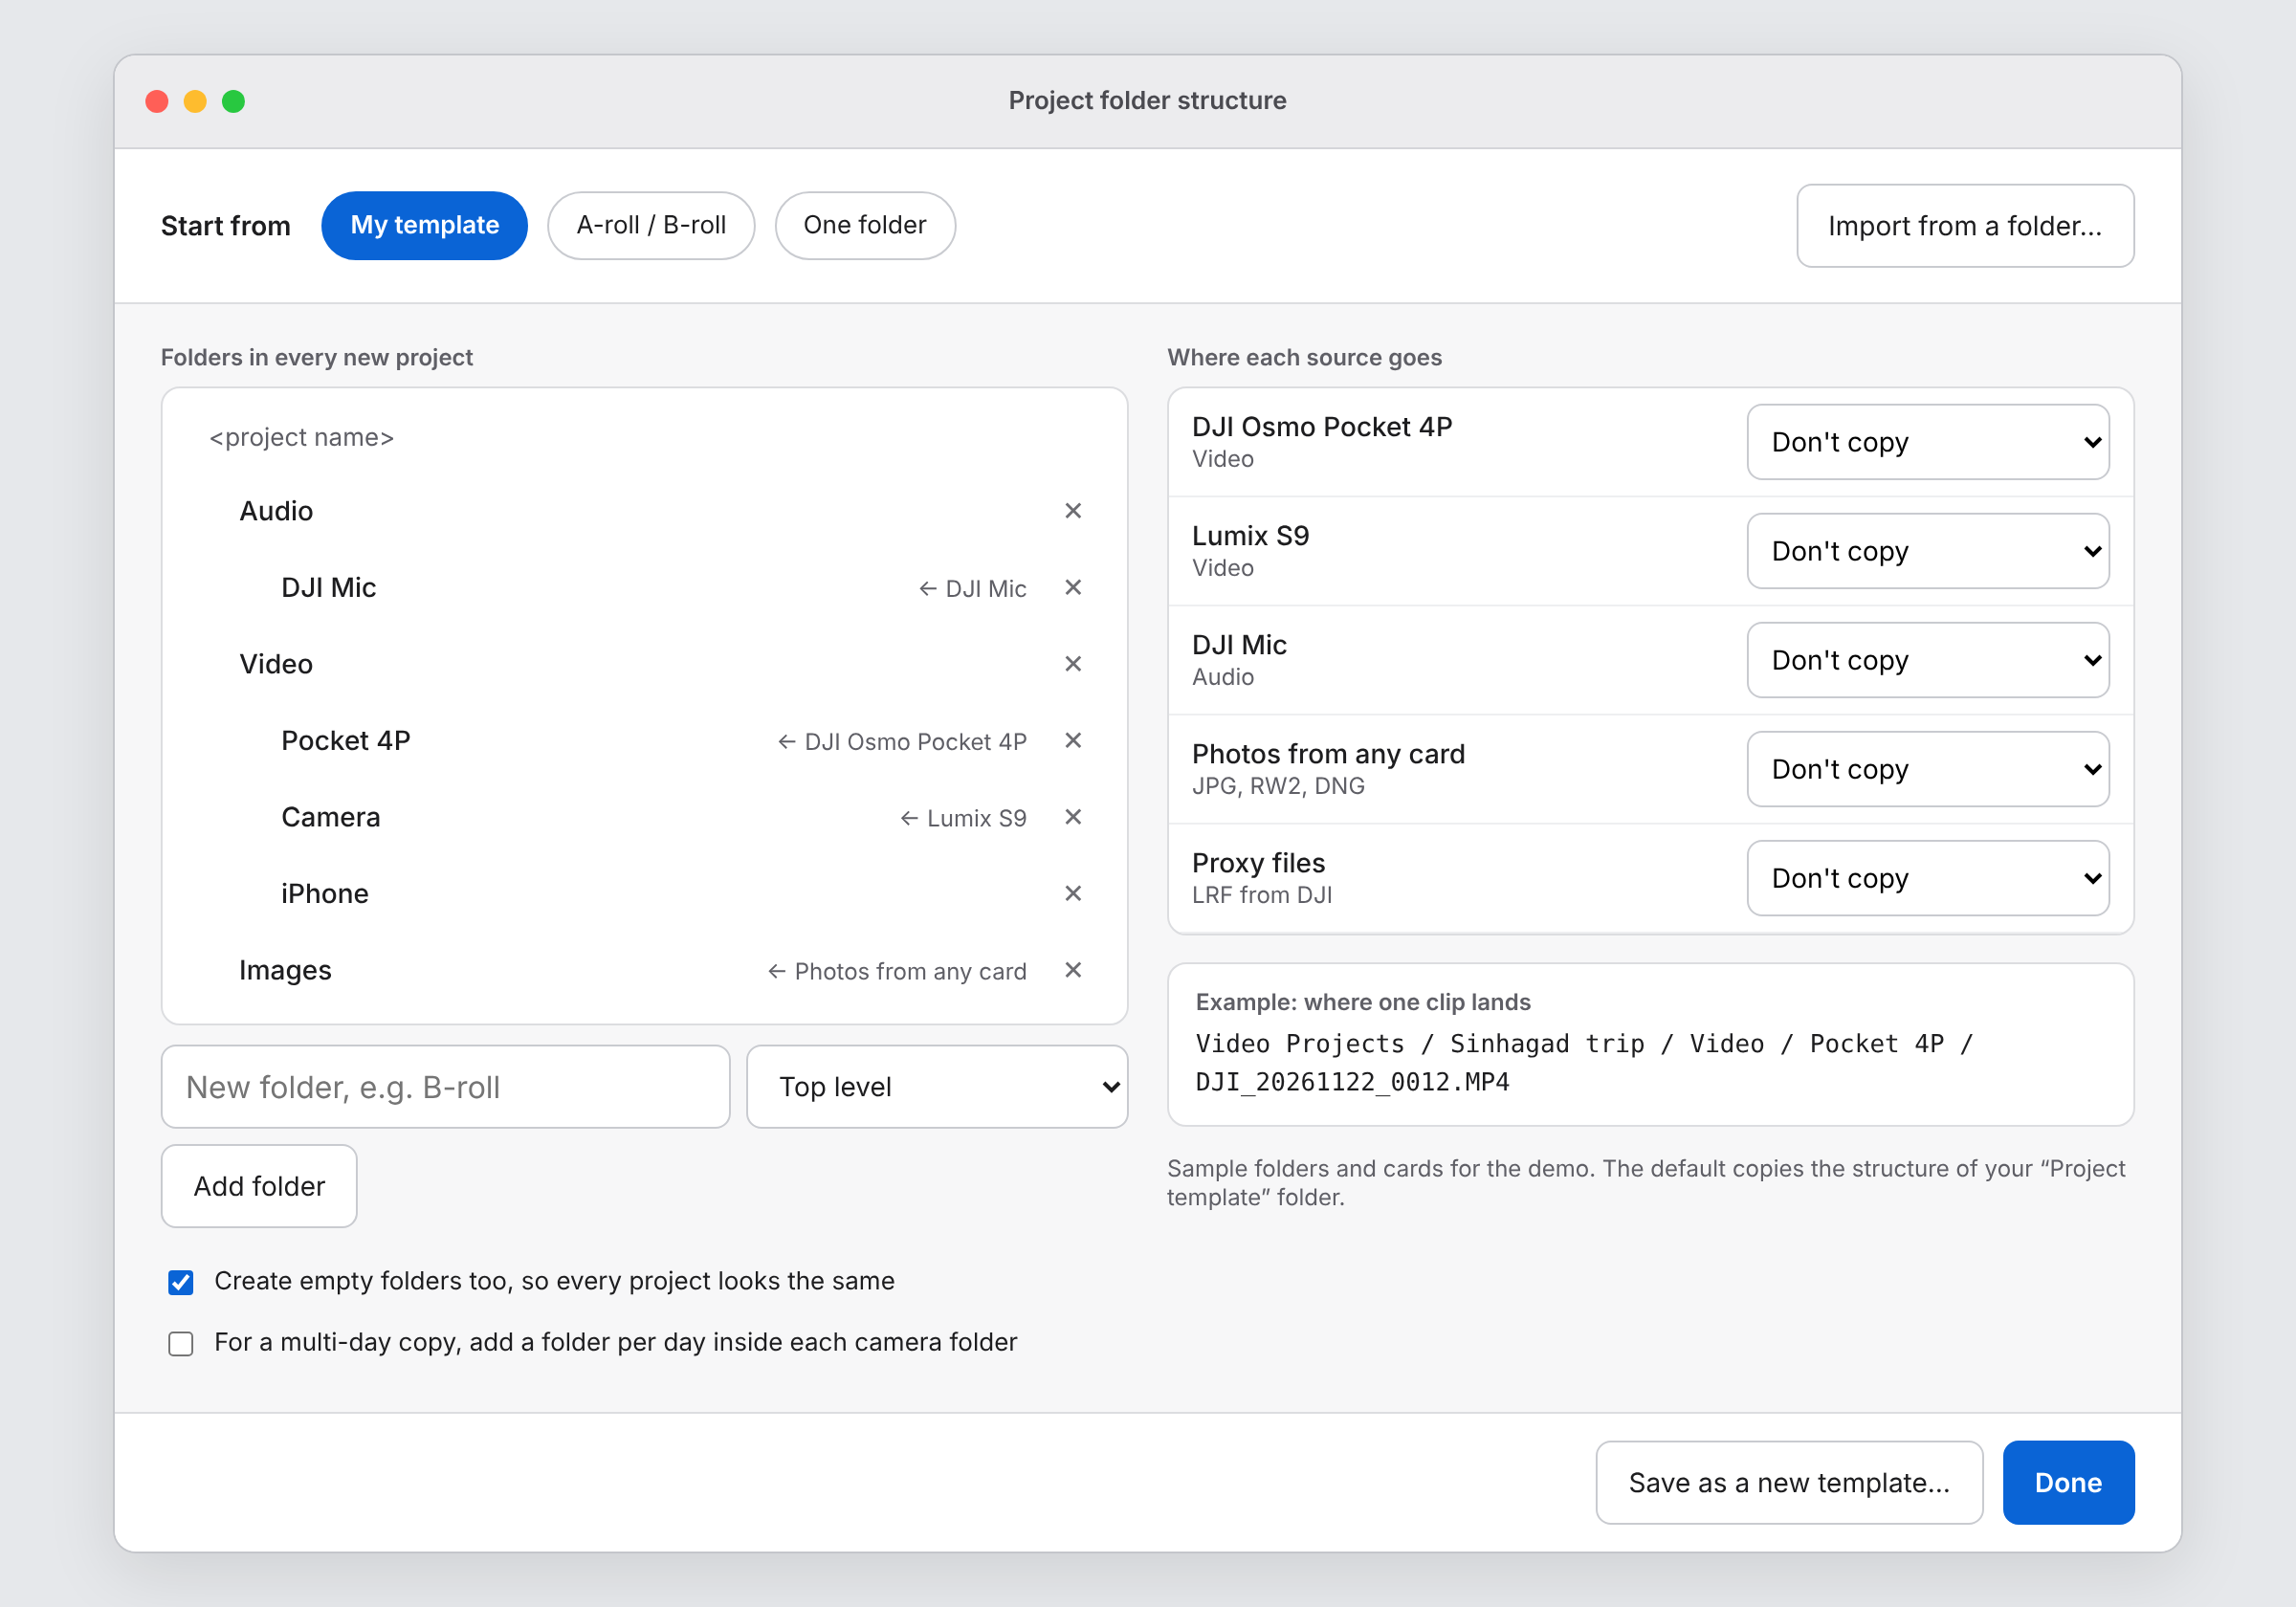 Project folder structure
Start from
My template
A-roll / B-roll
One folder
Import from a folder...
Folders in every new project
<project name>
Audio
DJI Mic
← DJI Mic
Video
Pocket 4P
← DJI Osmo Pocket 4P
Camera
← Lumix S9
iPhone
Images
← Photos from any card
New folder, e.g. B-roll
Top level
Add folder
Create empty folders too, so every project looks the same
For a multi-day copy, add a folder per day inside each camera folder
Where each source goes
DJI Osmo Pocket 4P
Video
Don't copy
Lumix S9
Video
Don't copy
DJI Mic
Audio
Don't copy
Photos from any card
JPG, RW2, DNG
Don't copy
Proxy files
LRF from DJI
Don't copy
Example: where one clip lands
Video Projects / Sinhagad trip / Video / Pocket 4P /
DJI_20261122_0012.MP4
Sample folders and cards for the demo. The default copies the structure of your “Project
template” folder.
Save as a new template...
Done